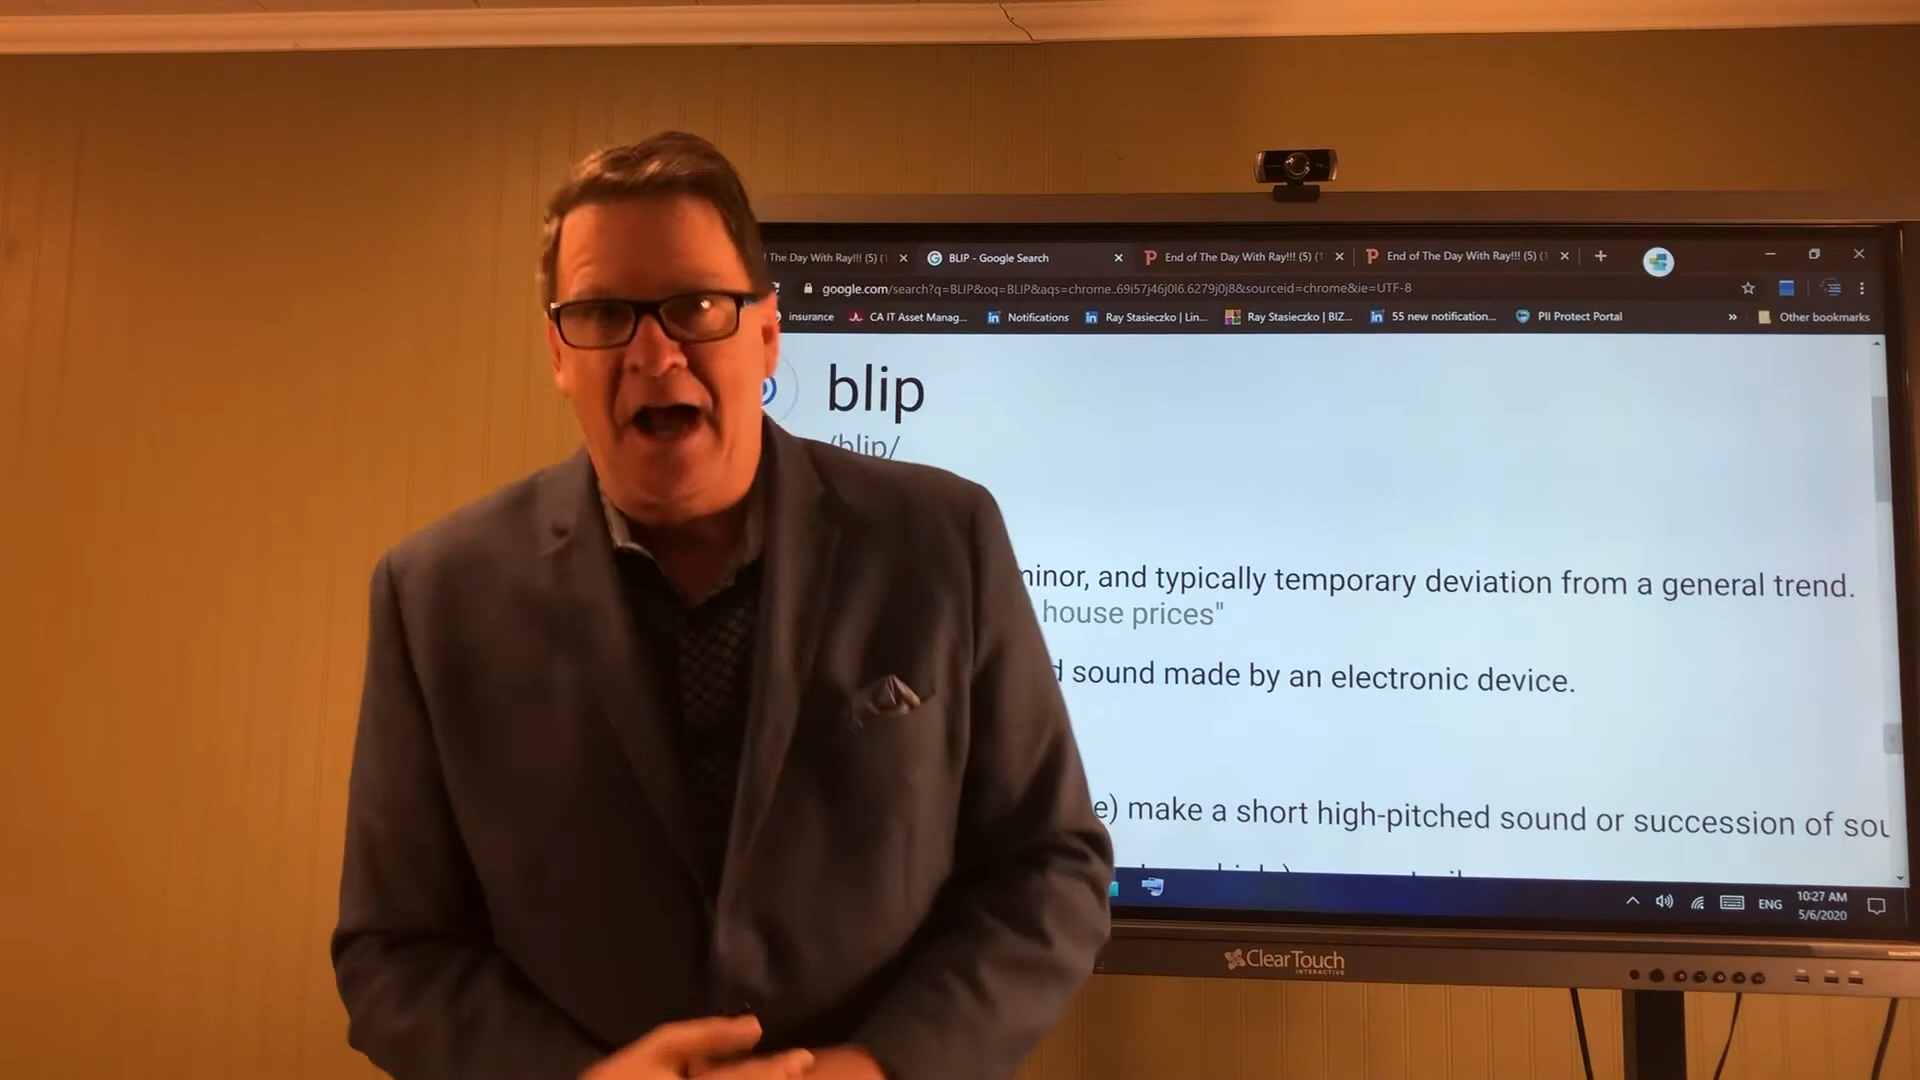 The Day With Ray!!! (5) (
BLIP - Google Search
End of The Day With Ray!!! (5) (
End of The Day With Ray!!! (5) (
google.com/search?q=BLIP&oq=BLIP&aqs=chrome..69i57j46j0l6.6279j0j8&sourceid=chrome&ie=UTF-8
insurance
CA IT Asset Manag...
Notifications
Ray Stasieczko | Lin...
Ray Stasieczko | BIZ...
55 new notification...
PII Protect Portal
»
Other bookmarks
blip
/blip/
minor, and typically temporary deviation from a general trend.
house prices"
d sound made by an electronic device.
e) make a short high-pitched sound or succession of sou
ENG
10:27 AM
5/6/2020
ClearTouch
INTERACTIVE